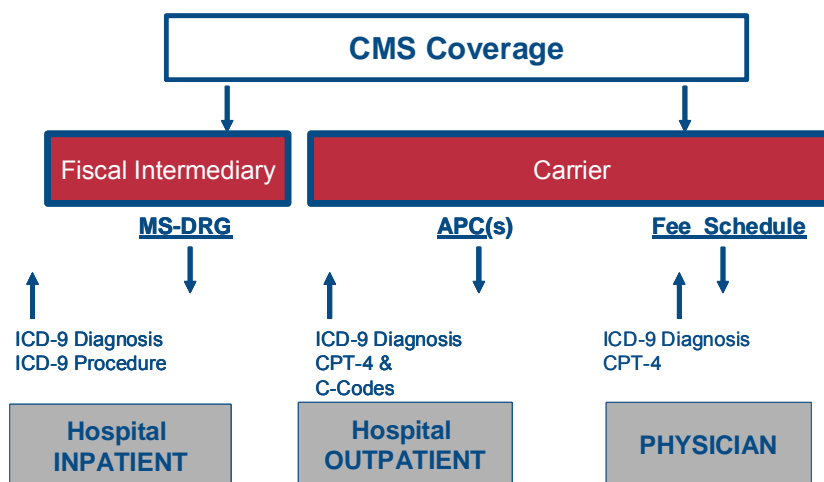 CMS Coverage
Fiscal Intermediary
Carrier
MS-DRG
APC(s)
Fee Schedule
ICD-9 Diagnosis
ICD-9 Procedure
ICD-9 Diagnosis
CPT-4 &
C-Codes
ICD-9 Diagnosis
CPT-4
Hospital
INPATIENT
Hospital
OUTPATIENT
PHYSICIAN